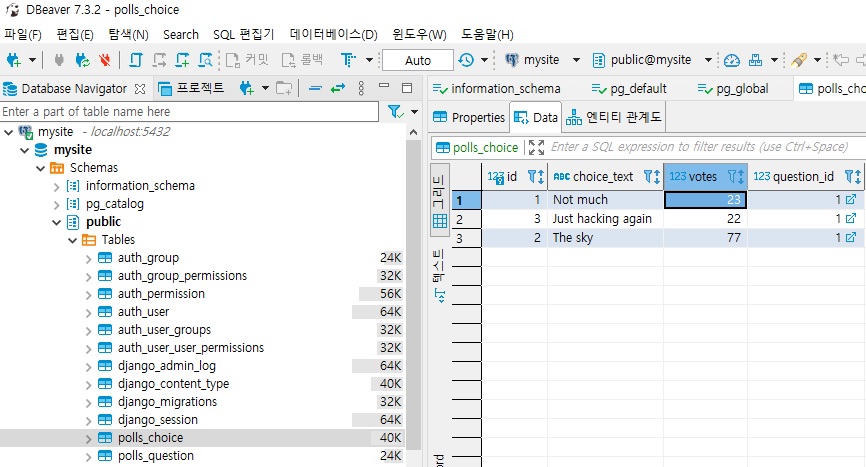 DBeaver 7.3.2 - polls_choice
파일(F) 편집(E) 탐색(N) Search SQL 편집기 데이터베이스(D) 윈도우(W) 도움말(H)
커밋 롤백 Auto mysite public@mysite
Database Navigator 프로젝트
Enter a part of table name here
mysite - localhost:5432
mysite
Schemas
information_schema
pg_catalog
public
Tables
auth_group 24K
auth_group_permissions 32K
auth_permission 56K
auth_user 64K
auth_user_groups 32K
auth_user_user_permissions 32K
django_admin_log 64K
django_content_type 40K
django_migrations 32K
django_session 64K
polls_choice 40K
polls_question 24K
information_schema pg_default pg_global polls_cho
Properties Data 엔티티 관계도
polls_choice Enter a SQL expression to filter results (use Ctrl+Space)
그리드
텍스트
ord
123 id ABC choice_text 123 votes 123 question_id
1 1 Not much 23 1
2 3 Just hacking again 22 1
3 2 The sky 77 1